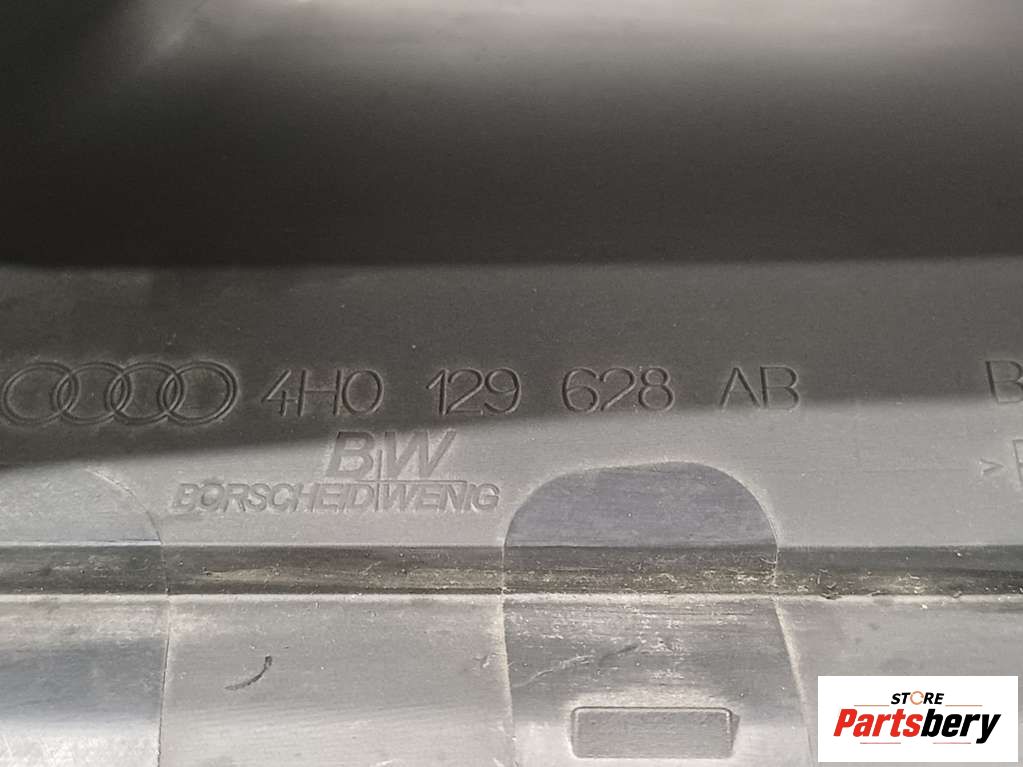 4H0 129 628 AB B
BW
BÖRSCHEIDWENIG
>
STORE
Partsbery